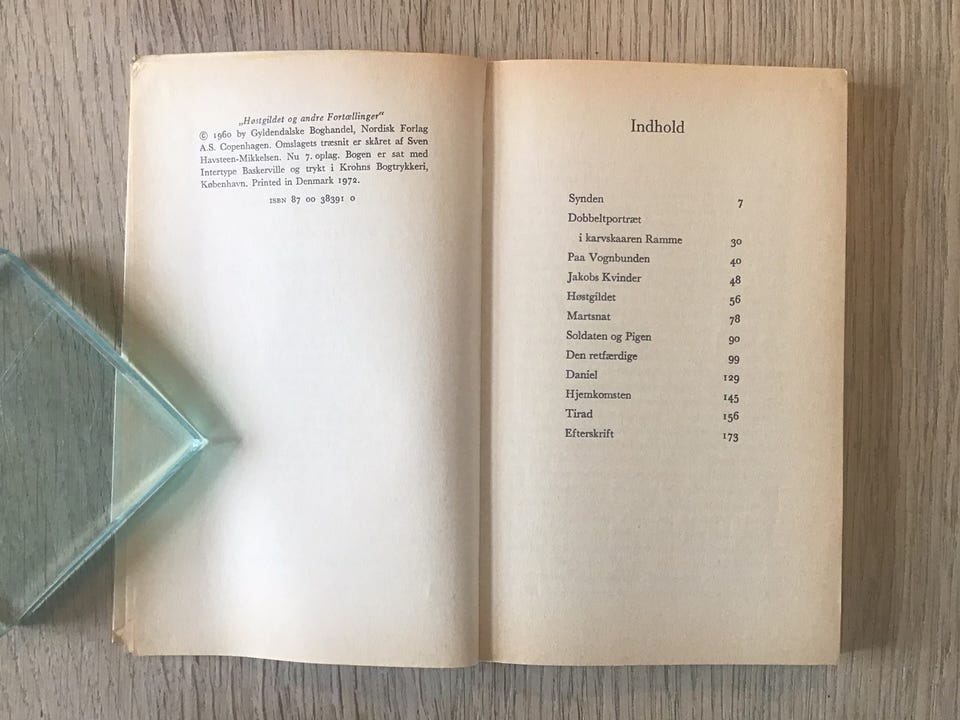 „Høstgildet og andre Fortællinger“
© 1960 by Gyldendalske Boghandel, Nordisk Forlag
A.S. Copenhagen. Omslagets træsnit er skåret af Sven
Havsteen-Mikkelsen. Nu 7. oplag. Bogen er sat med
Intertype Baskerville og trykt i Krohns Bogtrykkeri,
København. Printed in Denmark 1972.
ISBN 87 00 38391 0
Indhold
Synden 7
Dobbeltportræt
i karvskaaren Ramme 30
Paa Vognbunden 40
Jakobs Kvinder 48
Høstgildet 56
Martsnat 78
Soldaten og Pigen 90
Den retfærdige 99
Daniel 129
Hjemkomsten 145
Tirad 156
Efterskrift 173